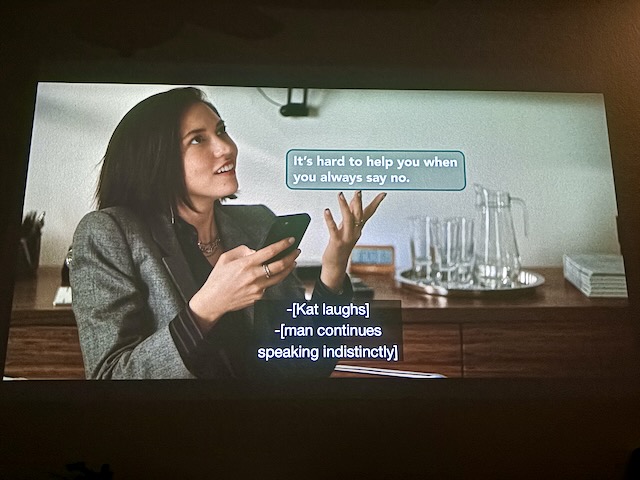 It's hard to help you when
you always say no.
-[Kat laughs]
-[man continues
speaking indistinctly]